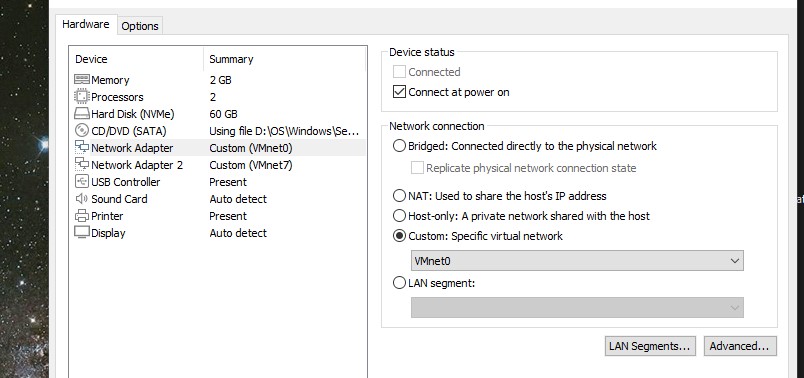 Hardware Options
Device Summary
Memory 2 GB
Processors 2
Hard Disk (NVMe) 60 GB
CD/DVD (SATA) Using file D:\OS\Windows\Se...
Network Adapter Custom (VMnet0)
Network Adapter 2 Custom (VMnet7)
USB Controller Present
Sound Card Auto detect
Printer Present
Display Auto detect
Device status
Connected
Connect at power on
Network connection
Bridged: Connected directly to the physical network
Replicate physical network connection state
NAT: Used to share the host's IP address
Host-only: A private network shared with the host
Custom: Specific virtual network
VMnet0
LAN segment:
LAN Segments... Advanced...